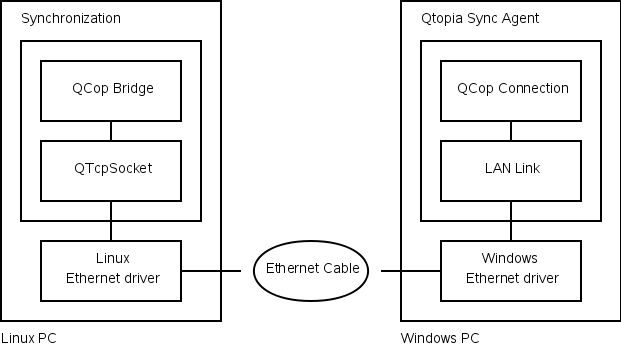 Synchronization
QCop Bridge
QTcpSocket
Linux
Ethernet driver
Linux PC
Ethernet Cable
Qtopia Sync Agent
QCop Connection
LAN Link
Windows
Ethernet driver
Windows PC